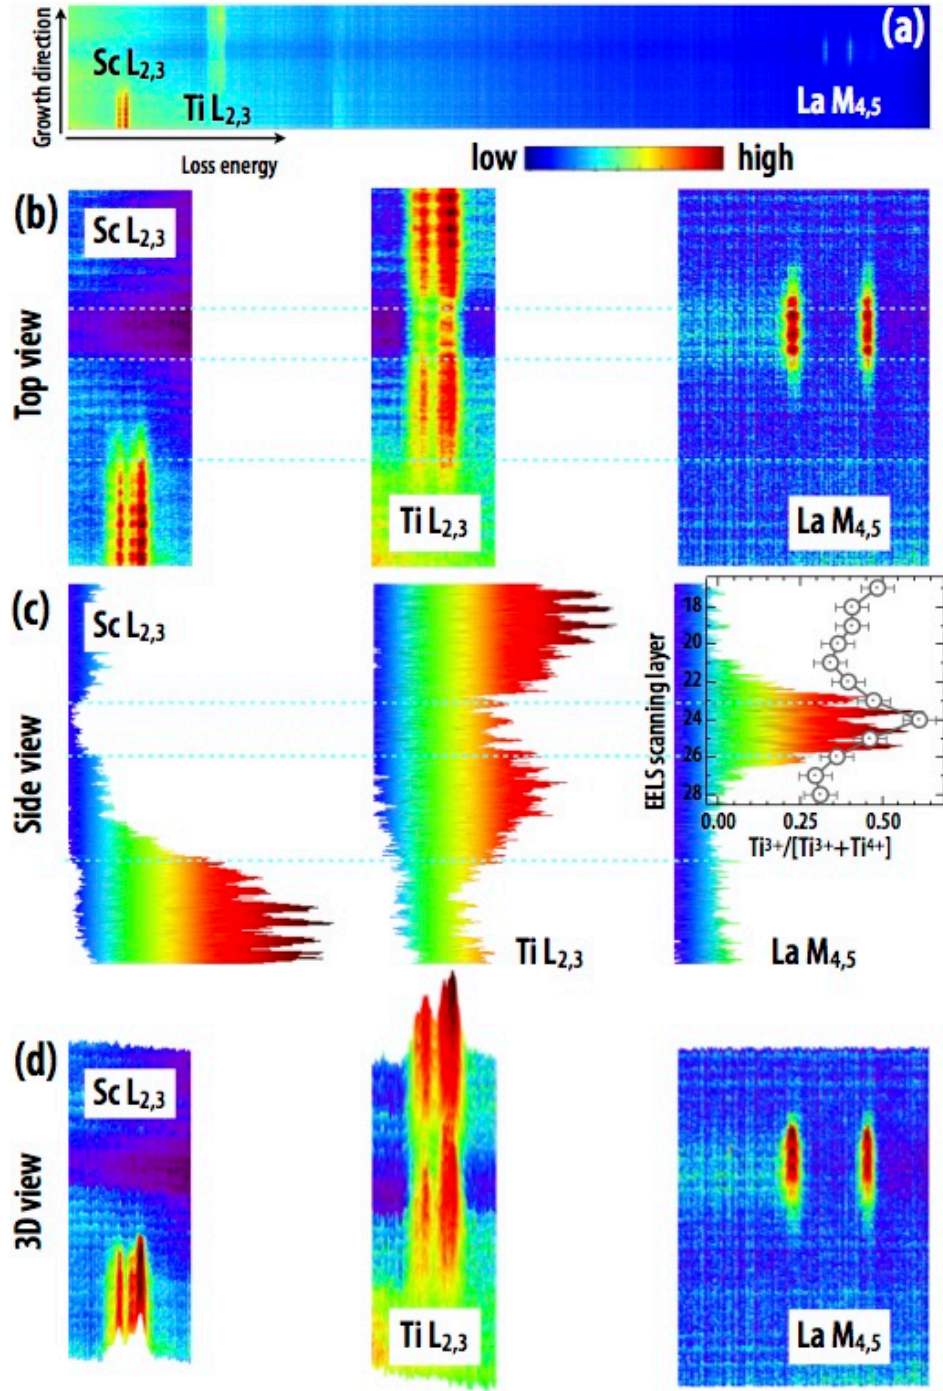 (a)
Growth direction
Sc L2,3
Ti L2,3
La M4,5
Loss energy
low
high
(b)
Top view
Sc L2,3
Ti L2,3
La M4,5
(c)
Side view
Sc L2,3
Ti L2,3
La M4,5
EELS scanning layer
18
20
22
24
26
28
0.00 0.25 0.50
Ti3+/[Ti3++Ti4+]
(d)
3D view
Sc L2,3
Ti L2,3
La M4,5